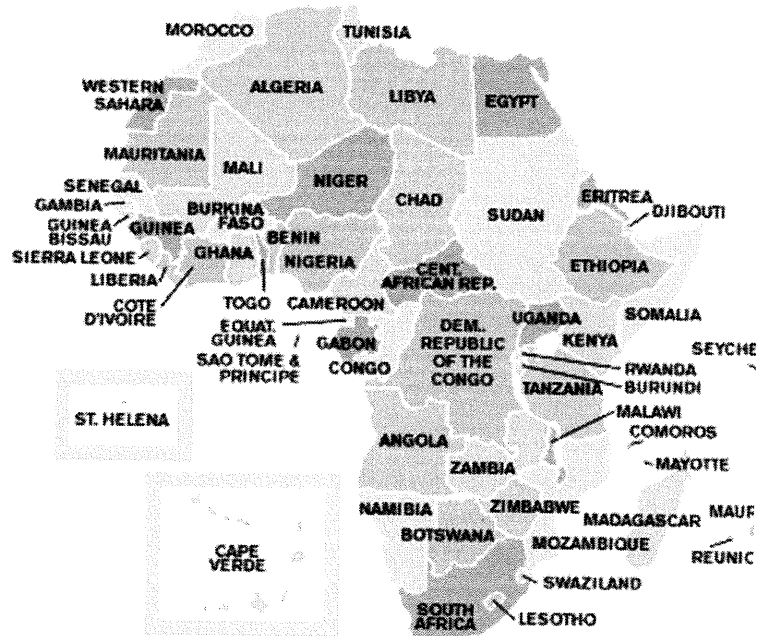 MOROCCO
TUNISIA
WESTERN
SAHARA
ALGERIA
LIBYA
EGYPT
MAURITANIA
MALI
NIGER
CHAD
SUDAN
ERITREA
DJIBOUTI
SENEGAL
GAMBIA
GUINEA
BISSAU
GUINEA
BURKINA
FASO
BENIN
SIERRA LEONE
GHANA
NIGERIA
ETHIOPIA
LIBERIA
CENT.
AFRICAN REP.
COTE
D'IVOIRE
TOGO
CAMEROON
EQUAT.
GUINEA
GABON
SAO TOME &
PRINCIPE
CONGO
DEM..
REPUBLIC
OF THE
CONGO
UGANDA
KENYA
SOMALIA
SEYCHE
RWANDA
BURUNDI
TANZANIA
MALAWI
COMOROS
MAYOTTE
ST. HELENA
ANGOLA
ZAMBIA
NAMIBIA
ZIMBABWE
MADAGASCAR
MAUR
BOTSWANA
MOZAMBIQUE
REUNIC
CAPE
VERDE
SWAZILAND
SOUTH
AFRICA
LESOTHO